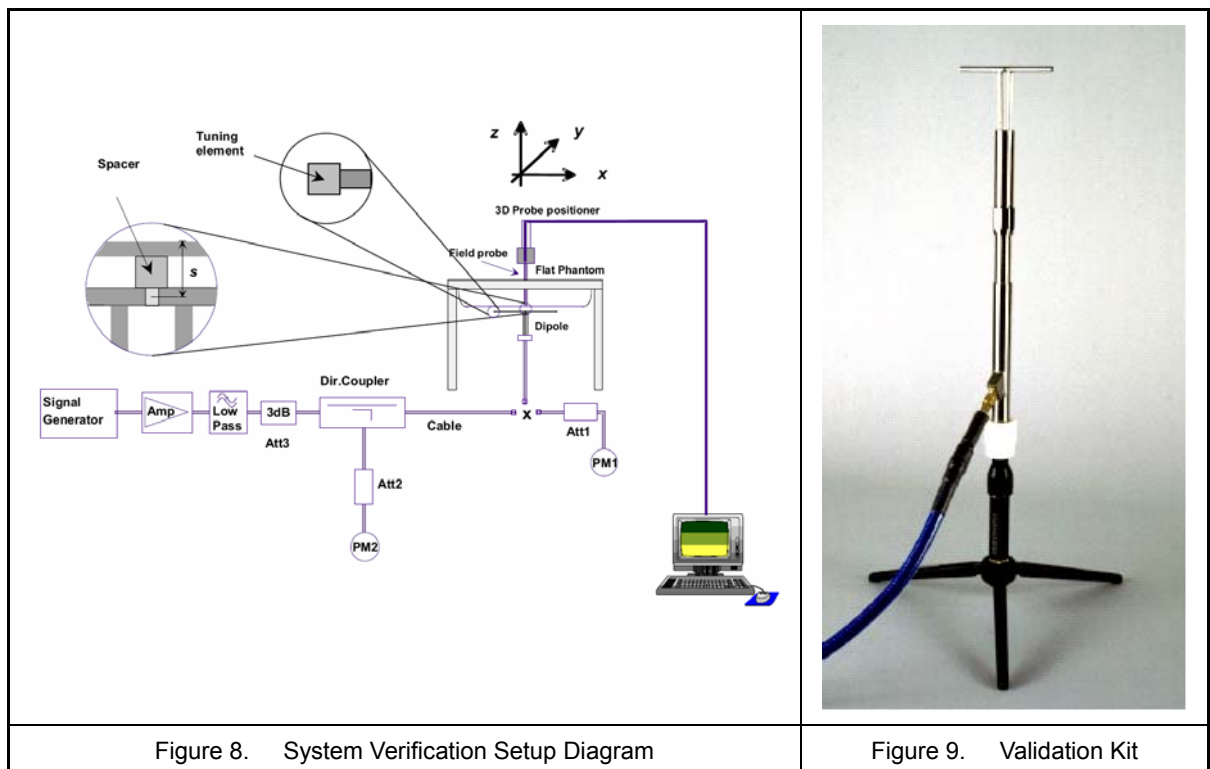 Tuning
element
Spacer
s
z
y
x
3D Probe positioner
Field probe
Flat Phantom
Dipole
Signal
Generator
Amp
Low
Pass
3dB
Att3
Dir.Coupler
Cable
x
Att1
PM1
Att2
PM2
Figure 8. System Verification Setup Diagram
Figure 9. Validation Kit